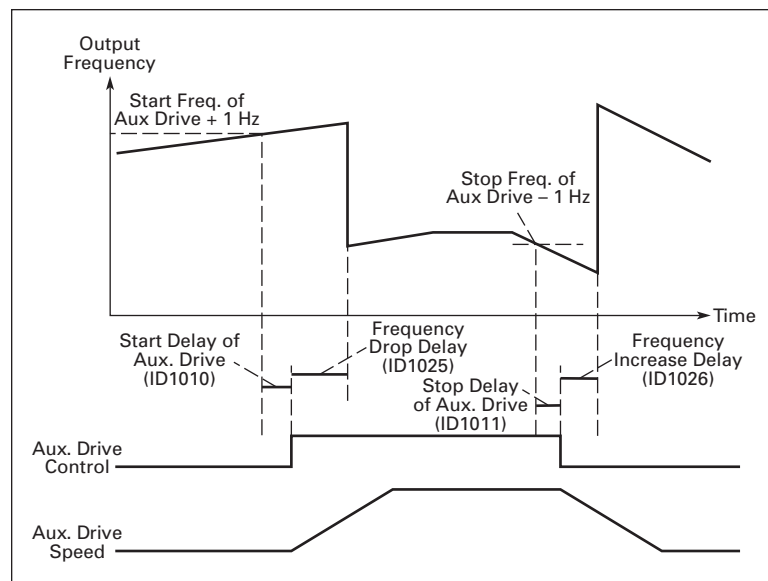 Output
Frequency
Start Freq. of
Aux Drive + 1 Hz
Stop Freq. of
Aux Drive – 1 Hz
Time
Start Delay of
Aux. Drive
(ID1010)
Frequency
Drop Delay
(ID1025)
Stop Delay
of Aux. Drive
(ID1011)
Frequency
Increase Delay
(ID1026)
Aux. Drive
Control
Aux. Drive
Speed